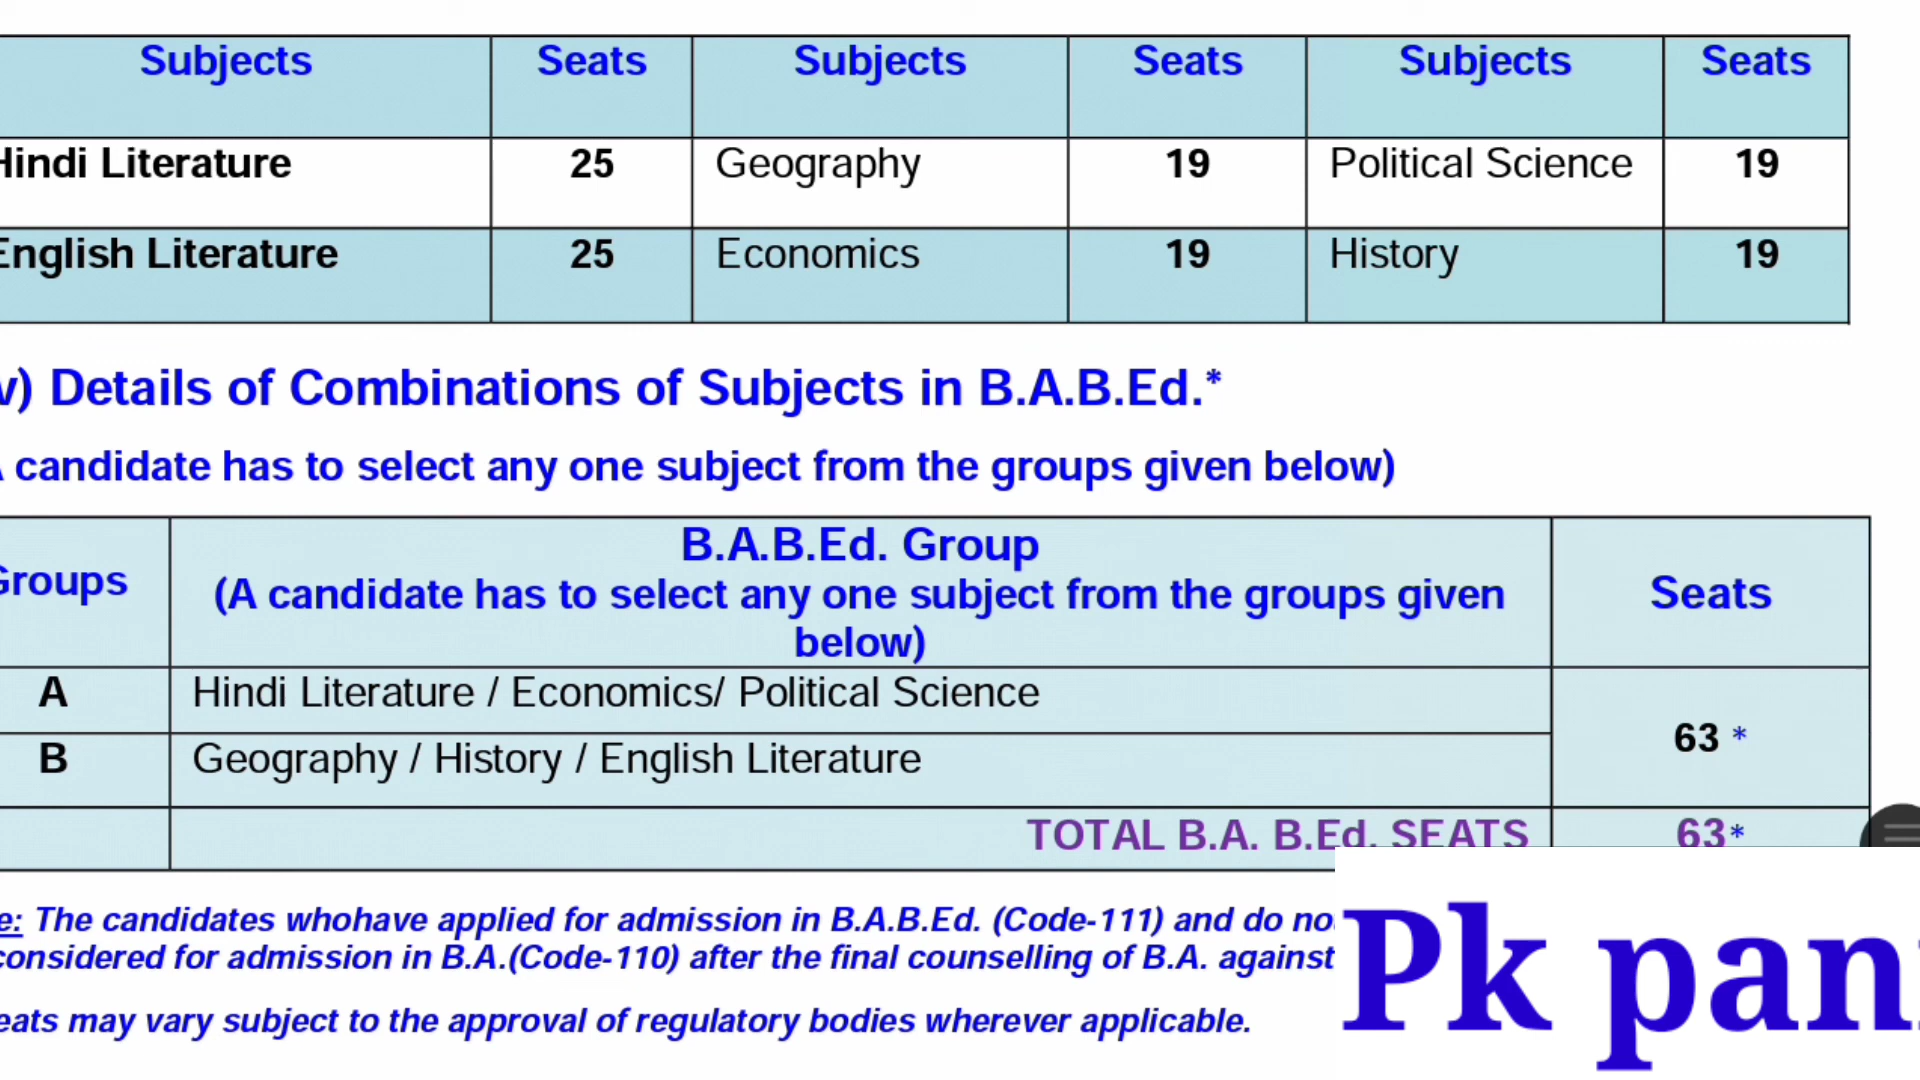 Subjects Seats Subjects Seats Subjects Seats
Hindi Literature 25 Geography 19 Political Science 19
English Literature 25 Economics 19 History 19
v) Details of Combinations of Subjects in B.A.B.Ed.*
A candidate has to select any one subject from the groups given below)
Groups B.A.B.Ed. Group Seats
(A candidate has to select any one subject from the groups given
below)
A Hindi Literature / Economics/ Political Science 63 *
B Geography / History / English Literature
TOTAL B.A. B.Ed. SEATS 63*
e: The candidates whohave applied for admission in B.A.B.Ed. (Code-111) and do
considered for admission in B.A.(Code-110) after the final counselling of B.A. against
eats may vary subject to the approval of regulatory bodies wherever applicable.
Pk